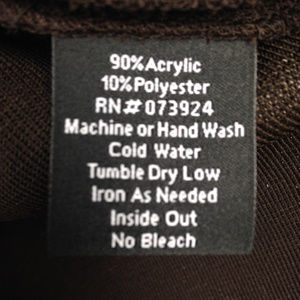 90% Acrylic
10% Polyester
RN# 073924
Machine or Hand Wash
Cold Water
Tumble Dry Low
Iron As Needed
Inside Out
No Bleach